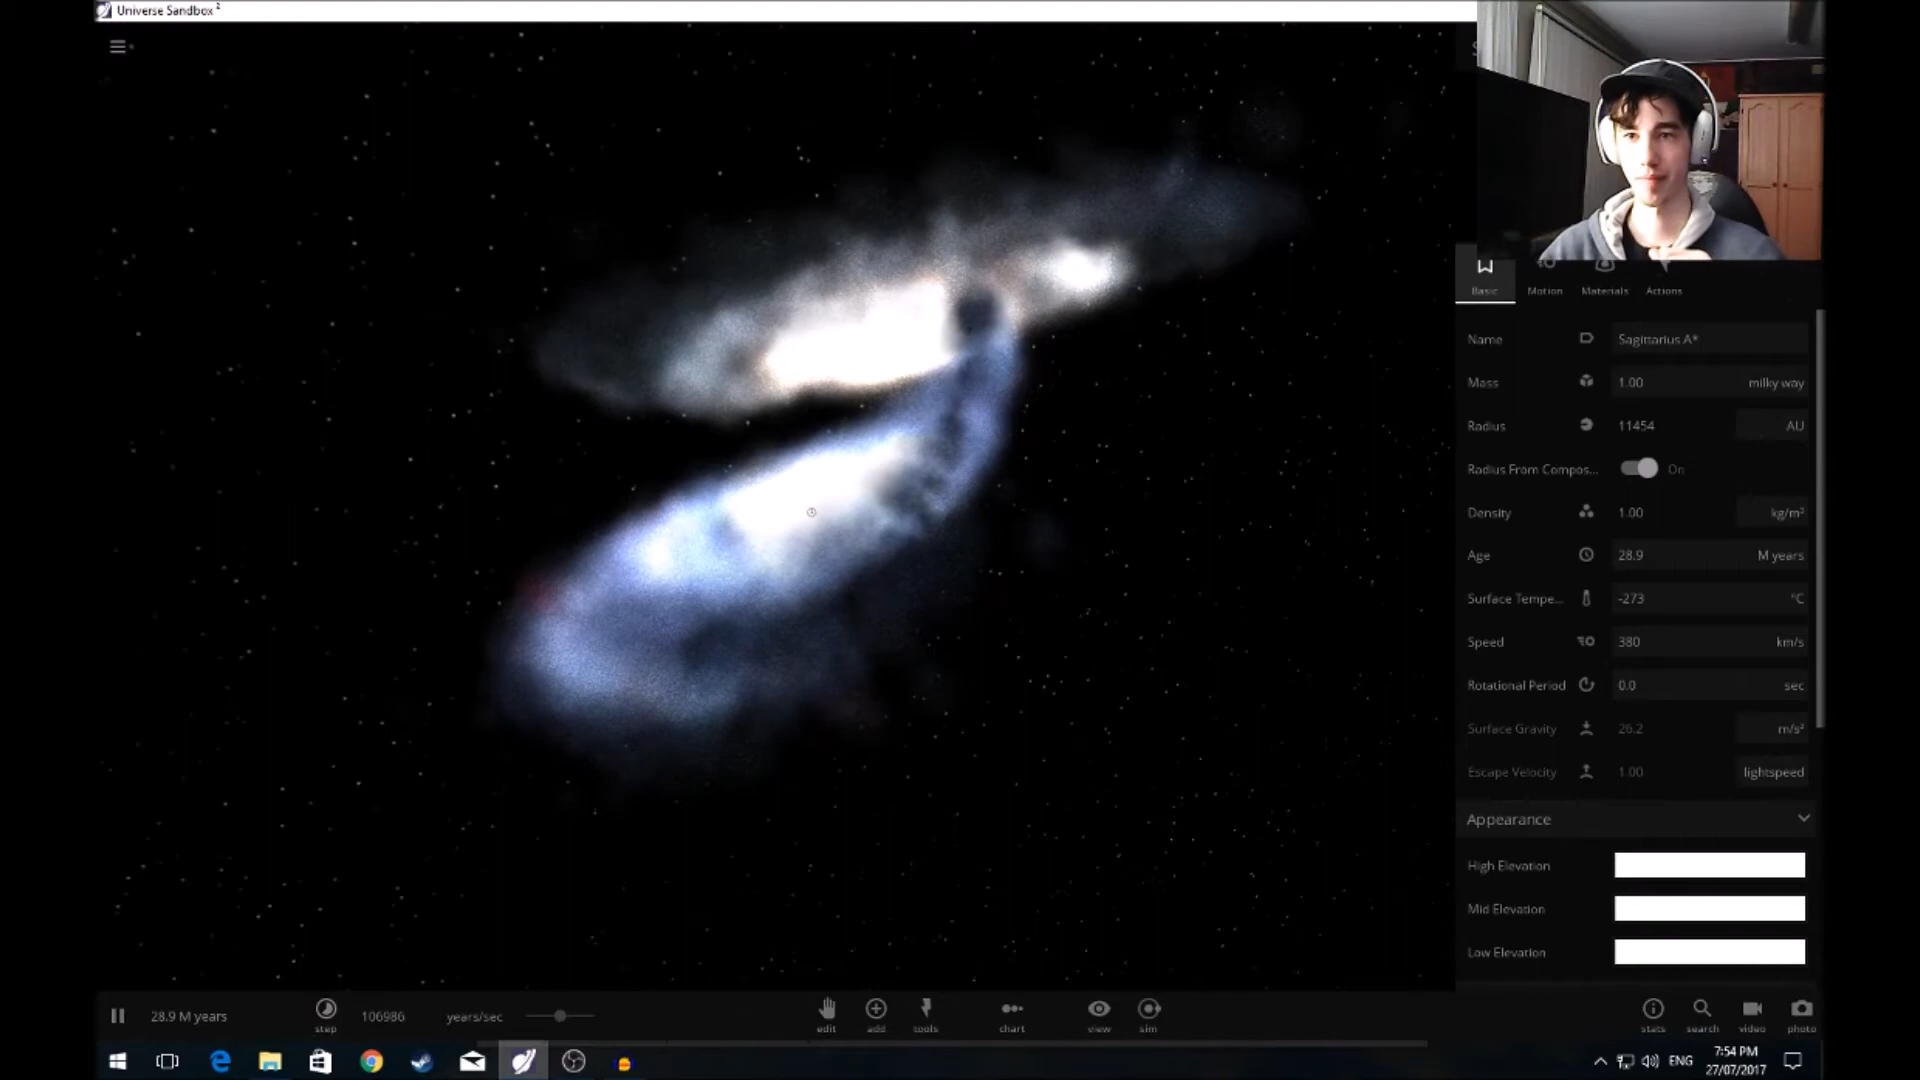 Universe Sandbox ²
Basic Motion Materials Actions
Name Sagittarius A*
Mass 1.00 milky way
Radius 11454 AU
Radius From Compos... On
Density 1.00 kg/m³
Age 28.9 M years
Surface Tempe... -273 °C
Speed 380 km/s
Rotational Period 0.0 sec
Surface Gravity 26.2 m/s²
Escape Velocity 1.00 lightspeed
Appearance
High Elevation
Mid Elevation
Low Elevation
28.9 M years step 106986 years/sec edit add tools chart view sim stats search video photo
ENG 7:54 PM
27/07/2017